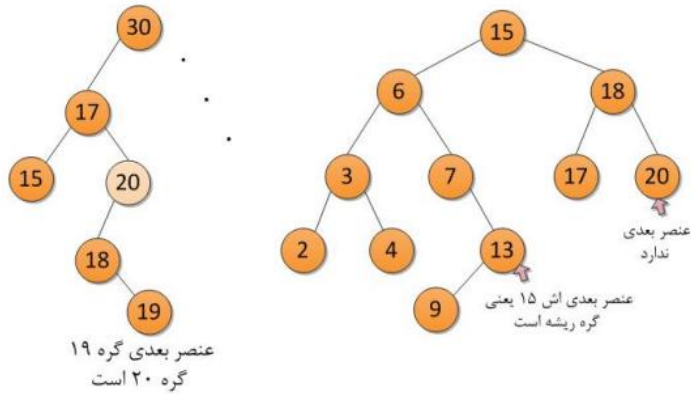 30
17
15
20
18
19
عنصر بعدی گره ۱۹
گره ۲۰ است
15
6
18
3
7
17
20
2
4
13
9
عنصر بعدی
ندارد
عنصر بعدی اش ۱۵ یعنی
گره ریشه است